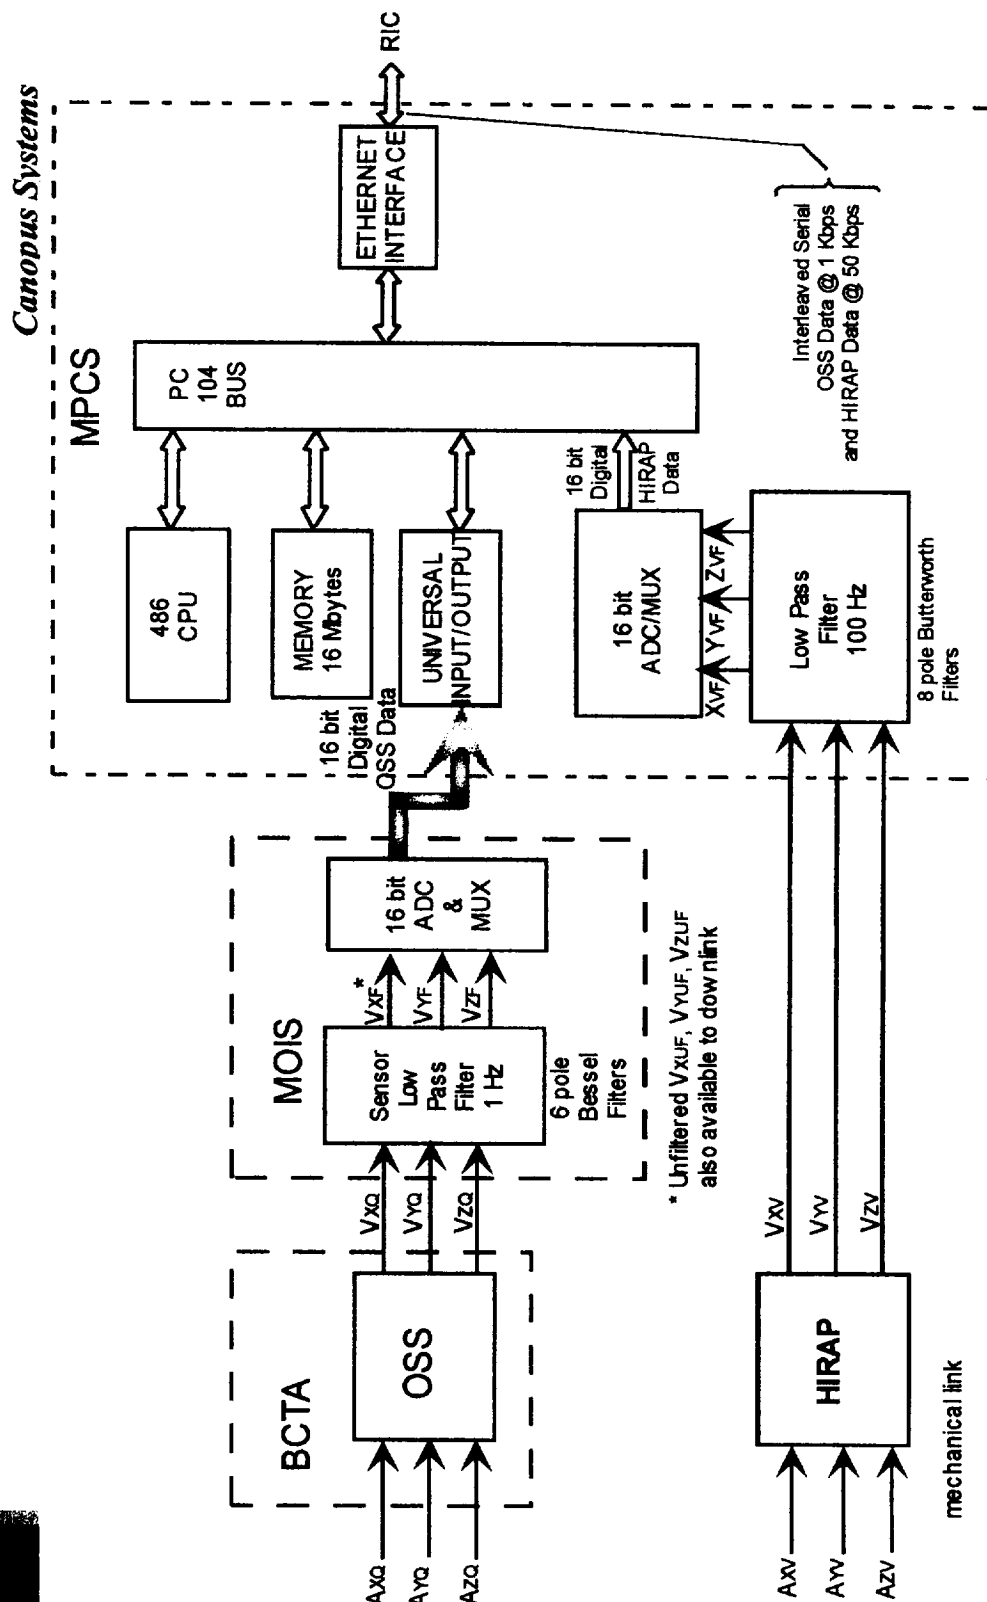 Canopus Systems
MPCS
486
CPU
MEMORY
16 Mbytes
UNIVERSAL
INPUT/OUTPUT
16 bit
Digital
OSS Data
PC
104
BUS
ETHERNET
INTERFACE
RIC
16 bit
ADC/MUX
16 bit
Digital
HIRAP
Data
XVF
YVF
ZVF
Low Pass
Filter
100 Hz
8 pole Butterworth
Filters
Interleaved Serial
OSS Data @ 1 Kbps
and HIRAP Data @ 50 Kbps
MOIS
Sensor
Low
Pass
Filter
1 Hz
6 pole
Bessel
Filters
VXF*
VYF
VZF
16 bit
ADC
&
MUX
* Unfiltered VXUF, VYUF, VZUF
also available to downlink
BCTA
OSS
AXQ
AYQ
AZQ
VXQ
VYQ
VZQ
HIRAP
AXV
AYV
AZV
VXV
VYV
VZV
mechanical link